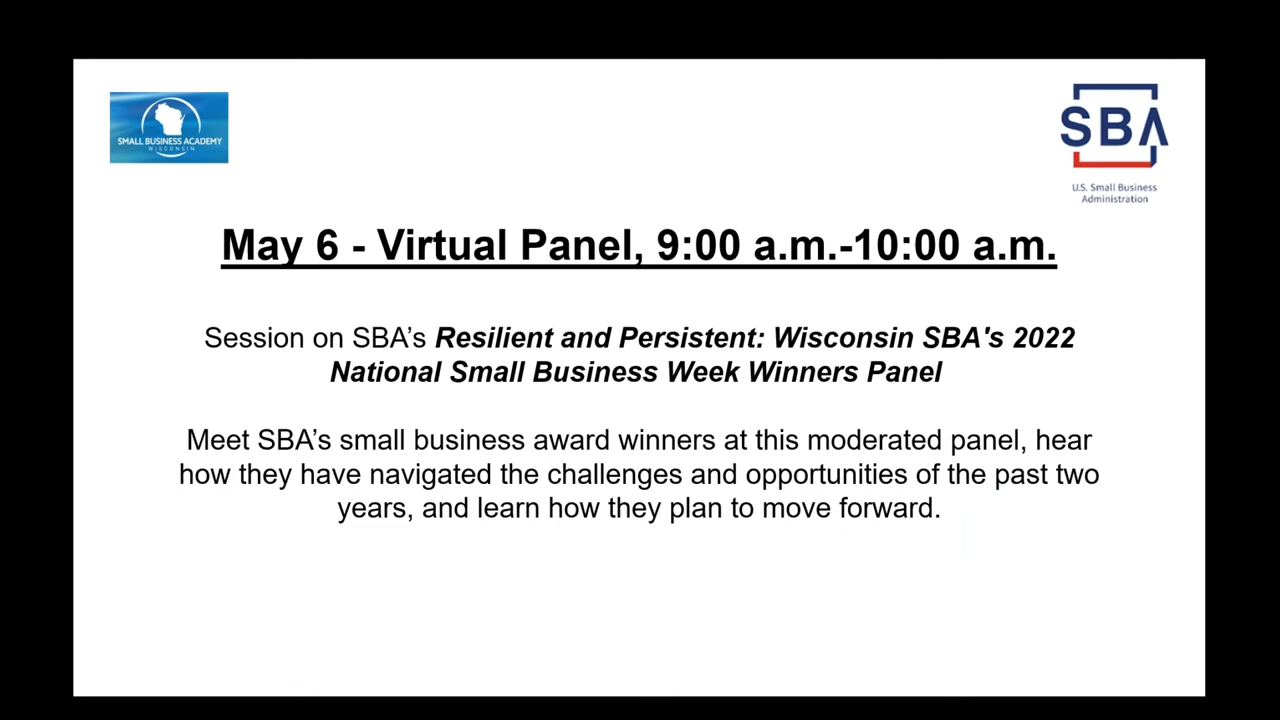 SMALL BUSINESS ACADEMY
WISCONSIN
SBA
U.S. Small Business
Administration
May 6 - Virtual Panel, 9:00 a.m.-10:00 a.m.
Session on SBA’s Resilient and Persistent: Wisconsin SBA's 2022
National Small Business Week Winners Panel
Meet SBA’s small business award winners at this moderated panel, hear
how they have navigated the challenges and opportunities of the past two
years, and learn how they plan to move forward.